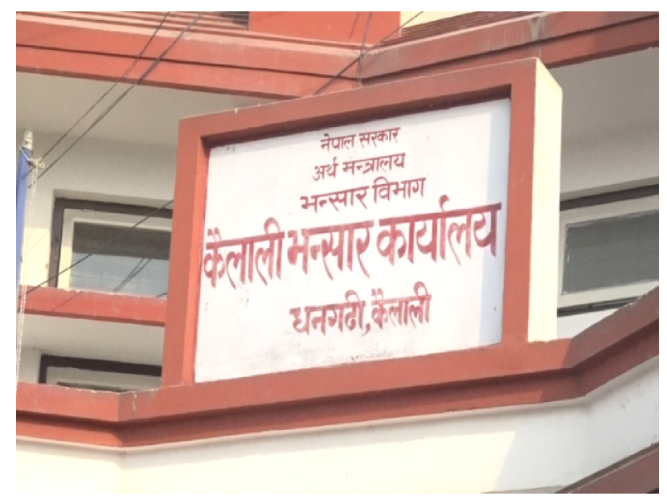 नेपाल सरकार
अर्थ मन्त्रालय
भन्सार विभाग
कैलाली भन्सार कार्यालय
धनगढी, कैलाली